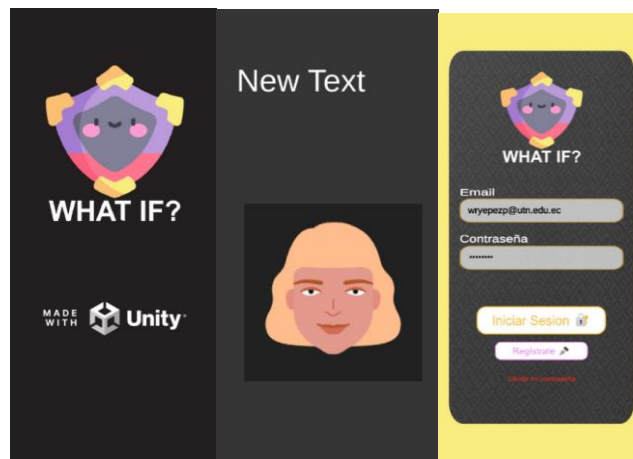 WHAT IF?
MADE
WITH
Unity
New Text
WHAT IF?
Email
wryepezp@utn.edu.ec
Contraseña
********
Iniciar Sesion
Registrate